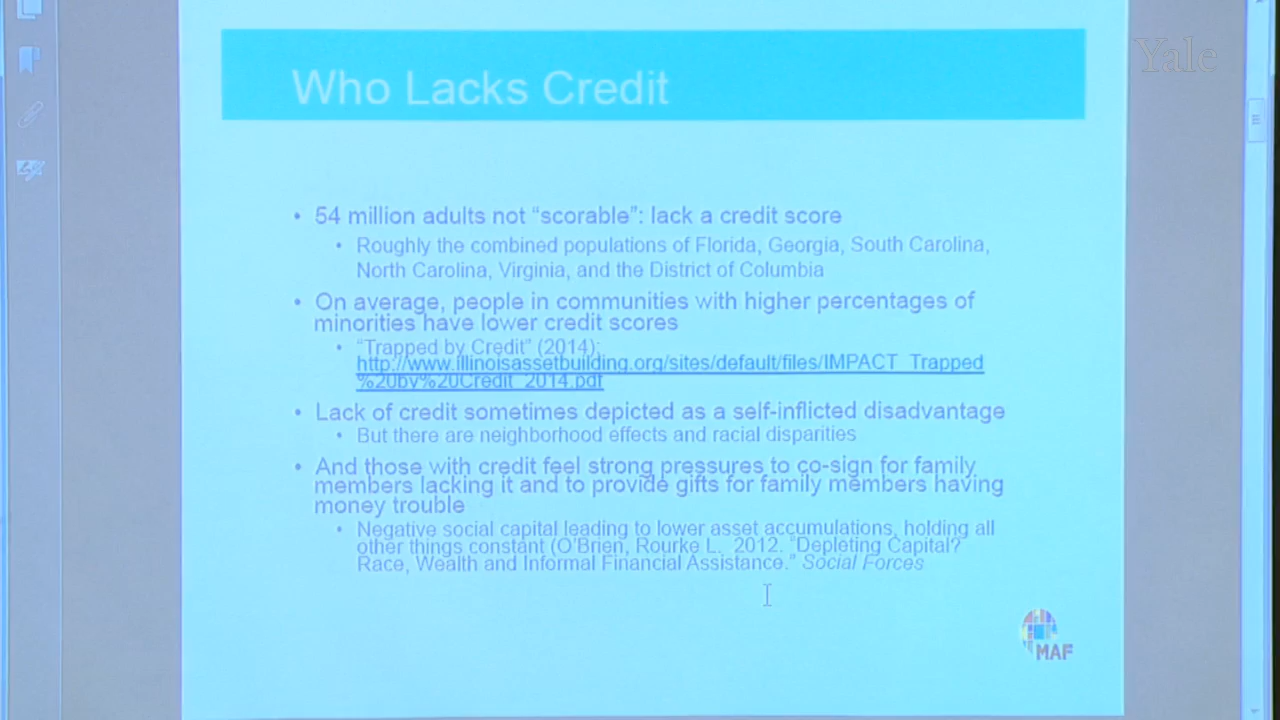 Yale
Who Lacks Credit
• 54 million adults not “scorable”: lack a credit score
• Roughly the combined populations of Florida, Georgia, South Carolina,
North Carolina, Virginia, and the District of Columbia
• On average, people in communities with higher percentages of
minorities have lower credit scores
• “Trapped by Credit” (2014):
http://www.illinoisassetbuilding.org/sites/default/files/IMPACT_Trapped
%20by%20Credit_2014.pdf
• Lack of credit sometimes depicted as a self-inflicted disadvantage
• But there are neighborhood effects and racial disparities
• And those with credit feel strong pressures to co-sign for family
members lacking it and to provide gifts for family members having
money trouble
• Negative social capital leading to lower asset accumulations, holding all
other things constant (O'Brien, Rourke L. 2012. “Depleting Capital?
Race, Wealth and Informal Financial Assistance.” Social Forces
MAF